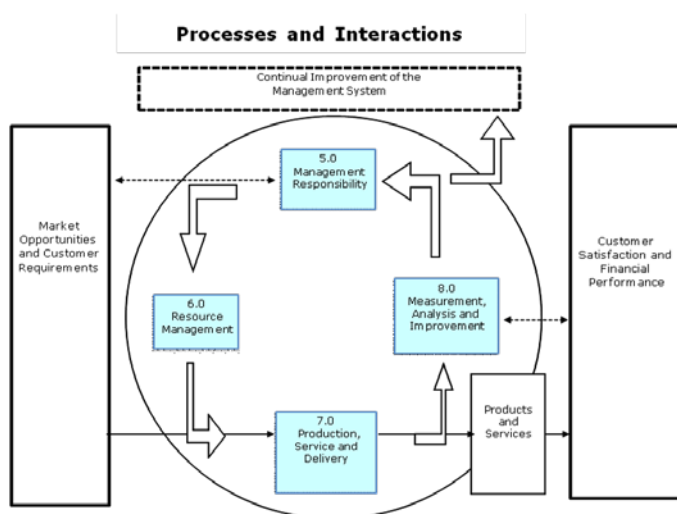 Processes and Interactions
Continual Improvement of the
Management System
5.0
Management
Responsibility
Market
Opportunities
and Customer
Requirements
Customer
Satisfaction and
Financial
Performance
6.0
Resource
Management
8.0
Measurement,
Analysis and
Improvement
7.0
Production,
Service and
Delivery
Products
and
Services